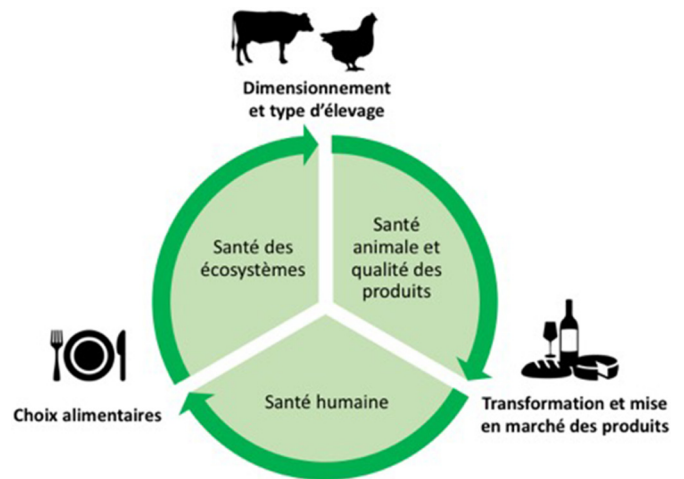 Dimensionnement
et type d'élevage
Santé des
écosystèmes
Santé
animale et
qualité des
produits
Santé humaine
Choix alimentaires
Transformation et mise
en marché des produits